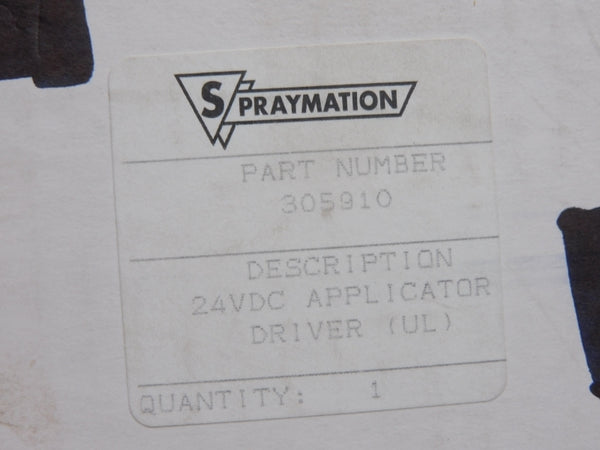 SPRAYMATION
PART NUMBER
305910
DESCRIPTION
24VDC APPLICATOR
DRIVER (UL)
QUANTITY: 1